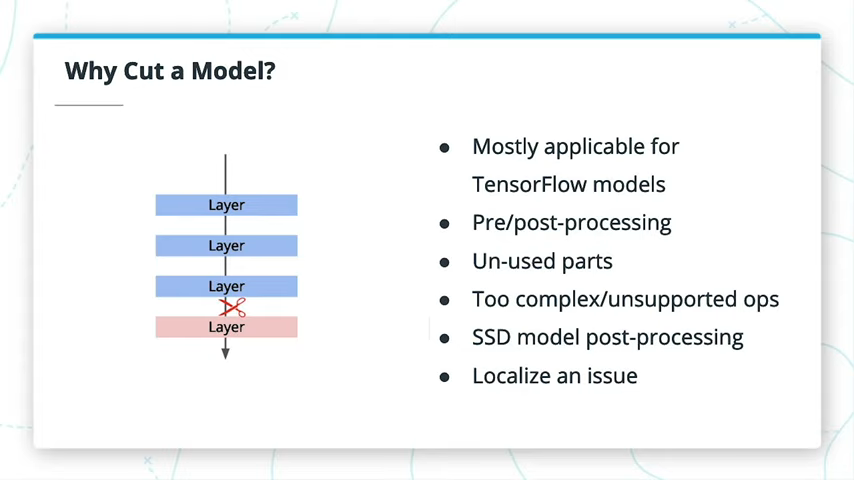 Why Cut a Model?
Layer
Layer
Layer
Layer
● Mostly applicable for
TensorFlow models
● Pre/post-processing
● Un-used parts
● Too complex/unsupported ops
● SSD model post-processing
● Localize an issue